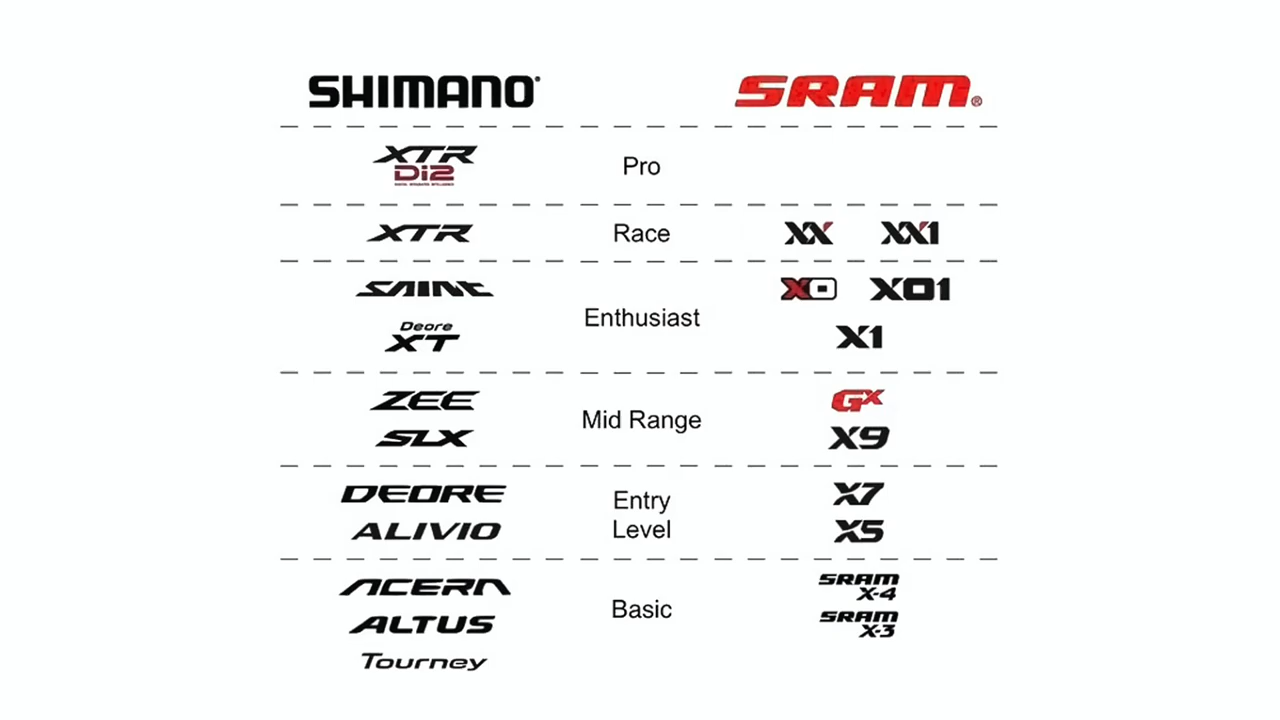 SHIMANO SRAM®
XTR
Di2 Pro
XTR Race XX XX1
SAINT XO XO1
Enthusiast
Deore
XT X1
ZEE GX
Mid Range
SLX X9
DEORE Entry X7
ALIVIO Level X5
ACERA SRAM
X-4
Basic
ALTUS SRAM
X-3
Tourney